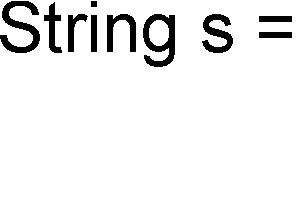 String s =